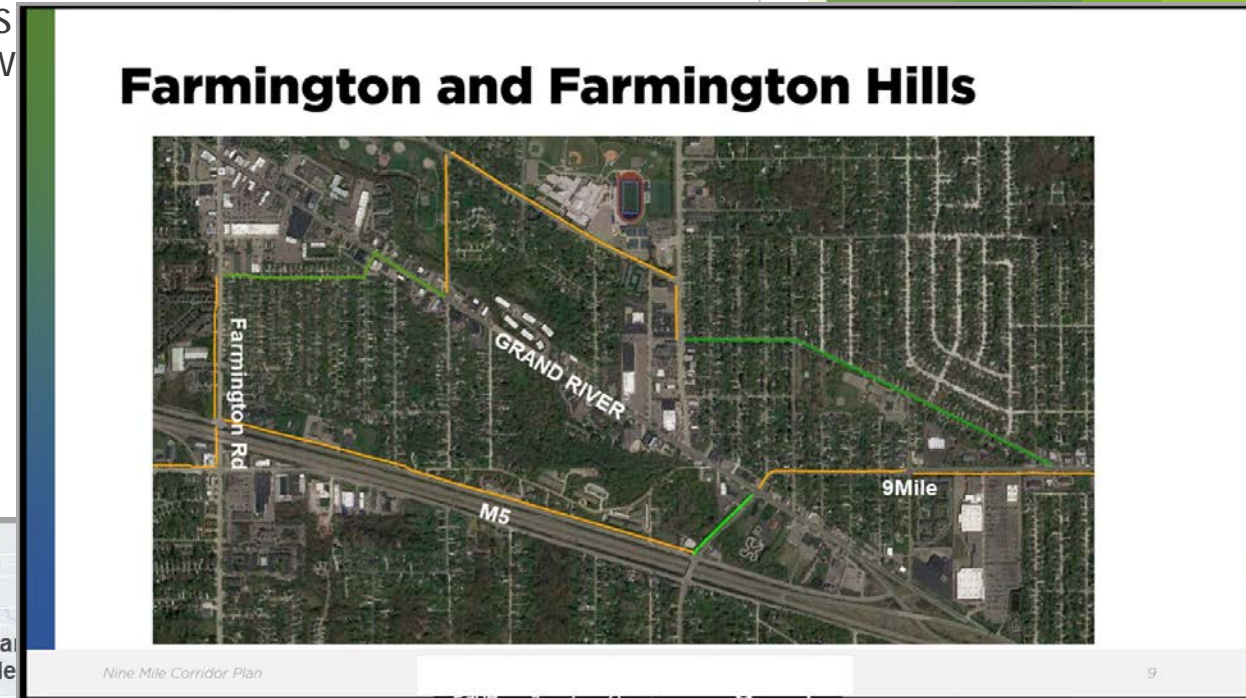 S
W
Farmington and Farmington Hills
Farmington Rd
GRAND RIVER
M5
9Mile
Nine Mile Corridor Plan
9